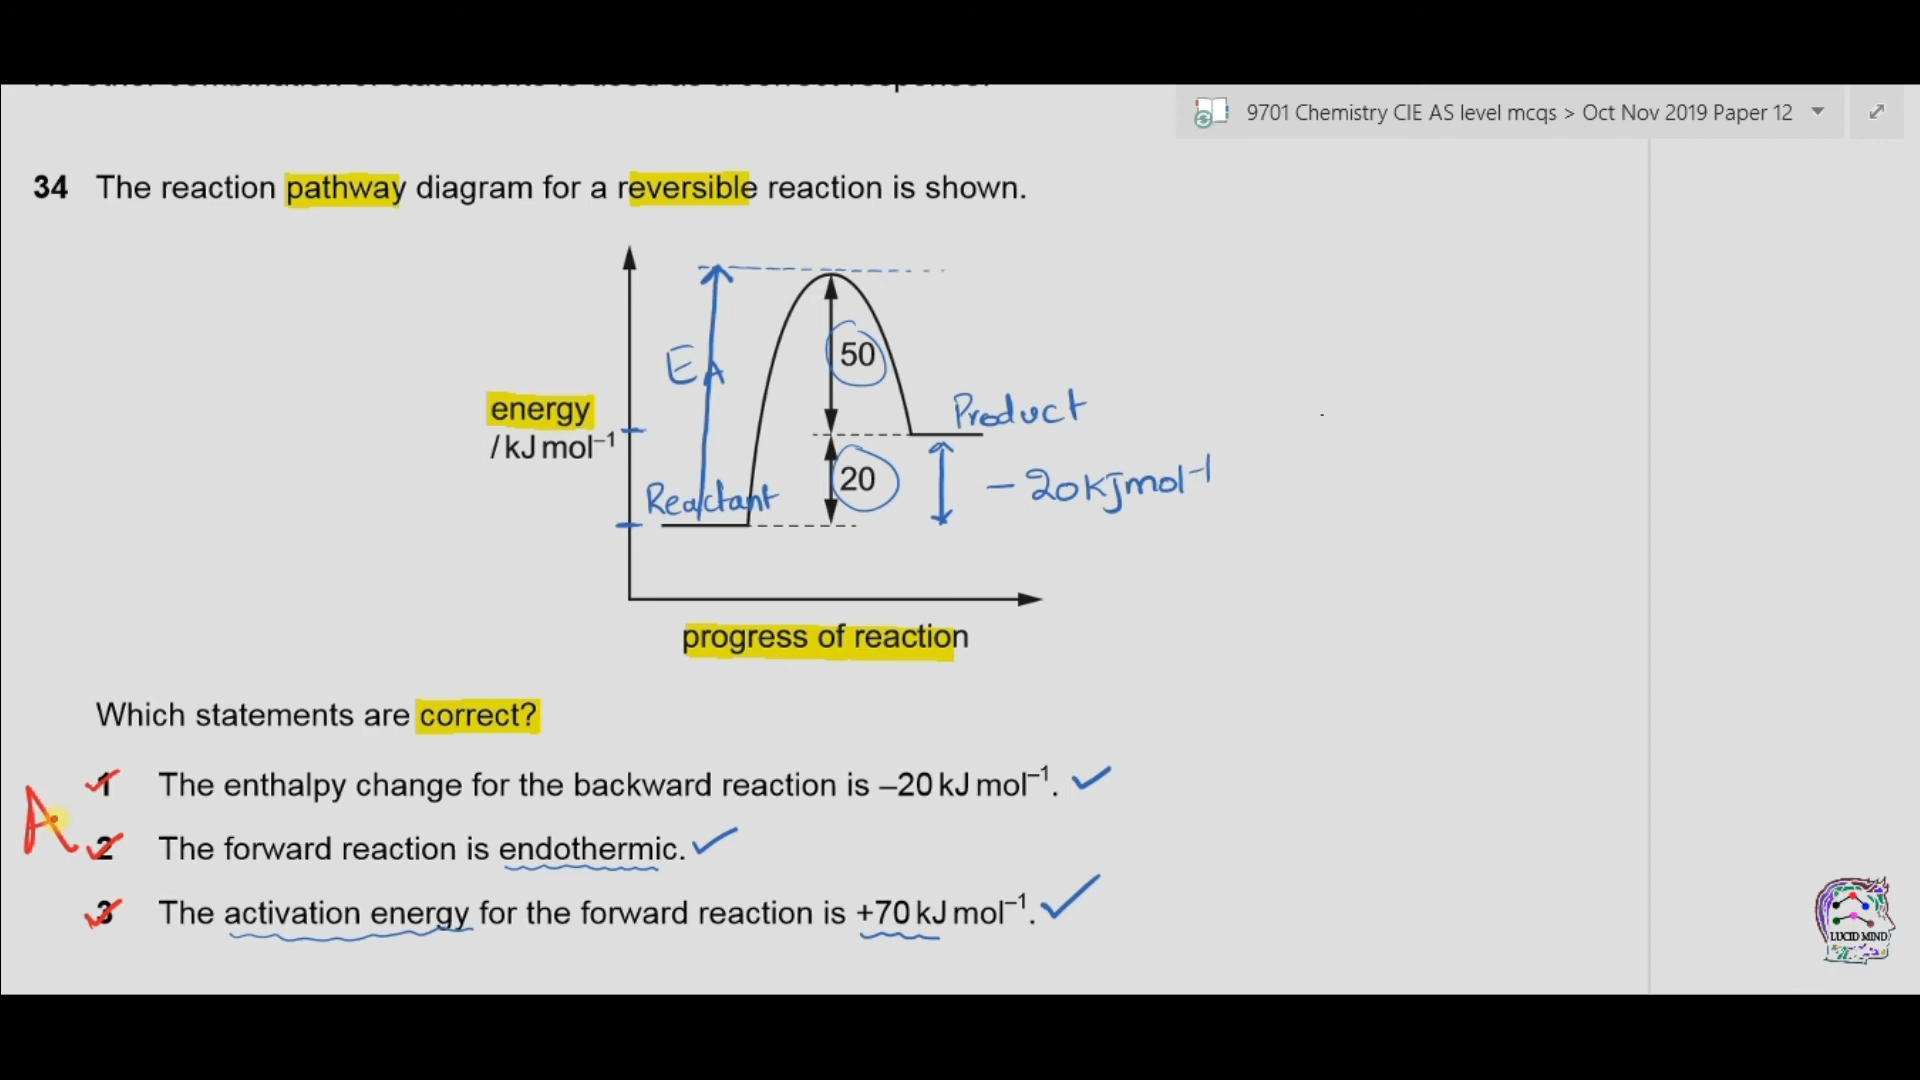 9701 Chemistry CIE AS level mcqs > Oct Nov 2019 Paper 12
34 The reaction pathway diagram for a reversible reaction is shown.
50
EA
Product
energy
/ kJ mol⁻¹
20
– 20KJmol⁻¹
Reactant
progress of reaction
Which statements are correct?
1 The enthalpy change for the backward reaction is –20 kJ mol⁻¹.
A
2 The forward reaction is endothermic.
3 The activation energy for the forward reaction is +70 kJ mol⁻¹.
LUCID MIND